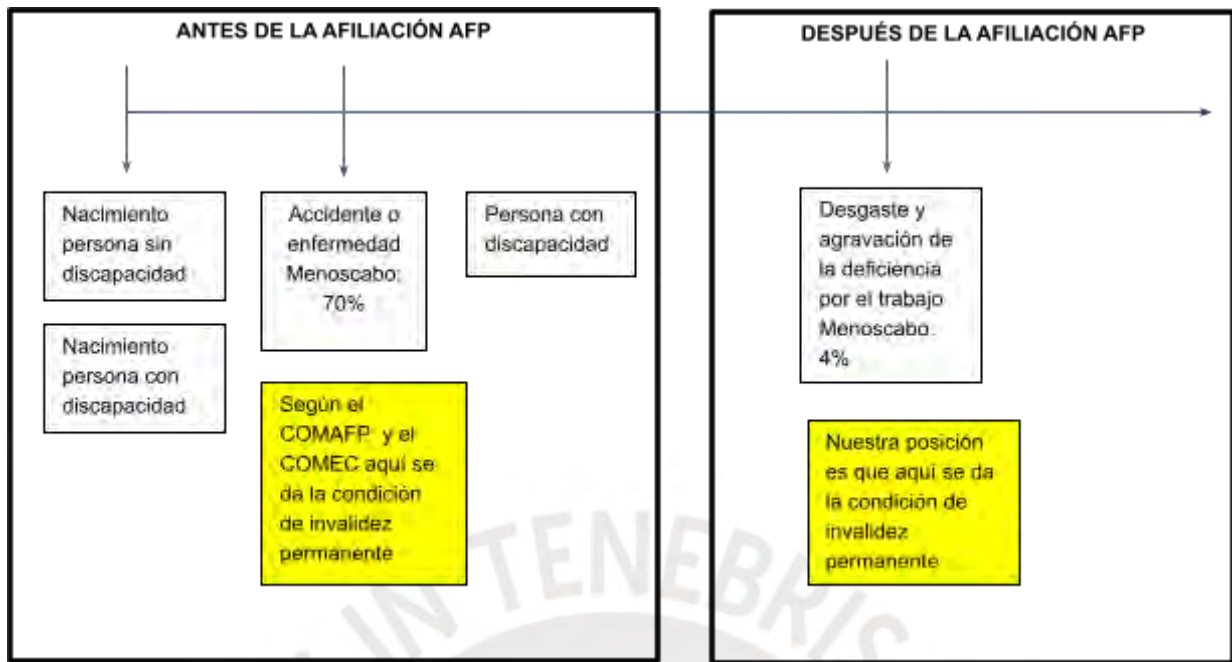 ANTES DE LA AFILIACIÓN AFP
Nacimiento
persona sin
discapacidad
Nacimiento
persona con
discapacidad
Accidente o
enfermedad
Menoscabo:
70%
Según el
COMAFP y el
COMEC aquí se
da la condición
de invalidez
permanente
Persona con
discapacidad
DESPUÉS DE LA AFILIACIÓN AFP
Desgaste y
agravación de
la deficiencia
por el trabajo
Menoscabo:
4%
Nuestra posición
es que aquí se da
la condición de
invalidez
permanente
IN TENEBRIS